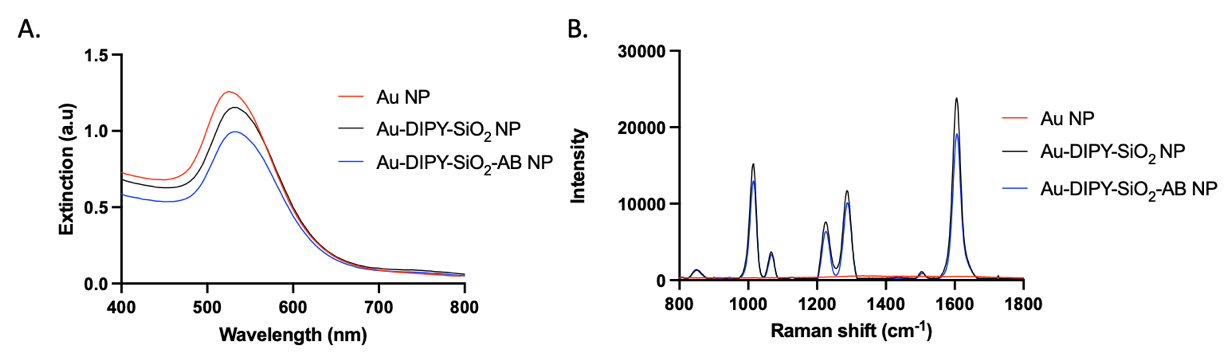 A.
Extinction (a.u)
1.5
1.0
0.5
0.0
400
500
600
700
800
Wavelength (nm)
Au NP
Au-DIPY-SiO₂ NP
Au-DIPY-SiO₂-AB NP
B.
Intensity
30000
20000
10000
0
800
1000
1200
1400
1600
1800
Raman shift (cm⁻¹)
Au NP
Au-DIPY-SiO₂ NP
Au-DIPY-SiO₂-AB NP